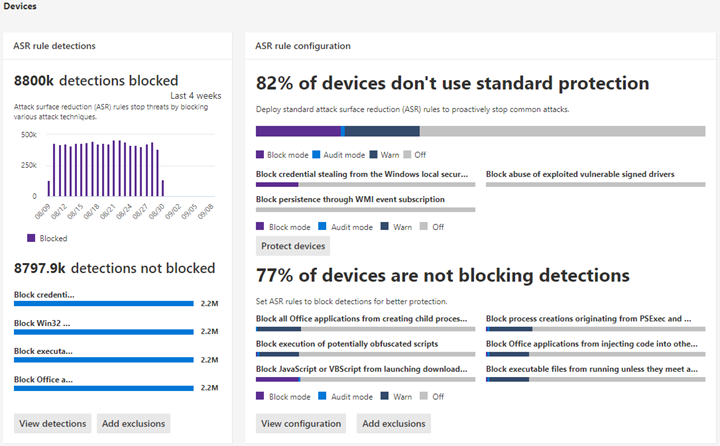 Devices
ASR rule detections
8800k detections blocked
Last 4 weeks
Attack surface reduction (ASR) rules stop threats by blocking
various attack techniques.
500k
250k
0
08/09 08/12 08/15 08/18 08/21 08/24 08/27 08/30 09/02 09/05 09/08
Blocked
8797.9k detections not blocked
Block credenti...
2.2M
Block Win32 ...
2.2M
Block executa...
2.2M
Block Office a...
2.2M
View detections Add exclusions
ASR rule configuration
82% of devices don't use standard protection
Deploy standard attack surface reduction (ASR) rules to proactively stop common attacks.
Block mode Audit mode Warn Off
Block credential stealing from the Windows local secur... Block abuse of exploited vulnerable signed drivers
Block persistence through WMI event subscription
Block mode Audit mode Warn Off
Protect devices
77% of devices are not blocking detections
Set ASR rules to block detections for better protection.
Block all Office applications from creating child proces... Block process creations originating from PSExec and ...
Block execution of potentially obfuscated scripts Block Office applications from injecting code into othe...
Block JavaScript or VBScript from launching download... Block executable files from running unless they meet a...
Block mode Audit mode Warn Off
View configuration Add exclusions